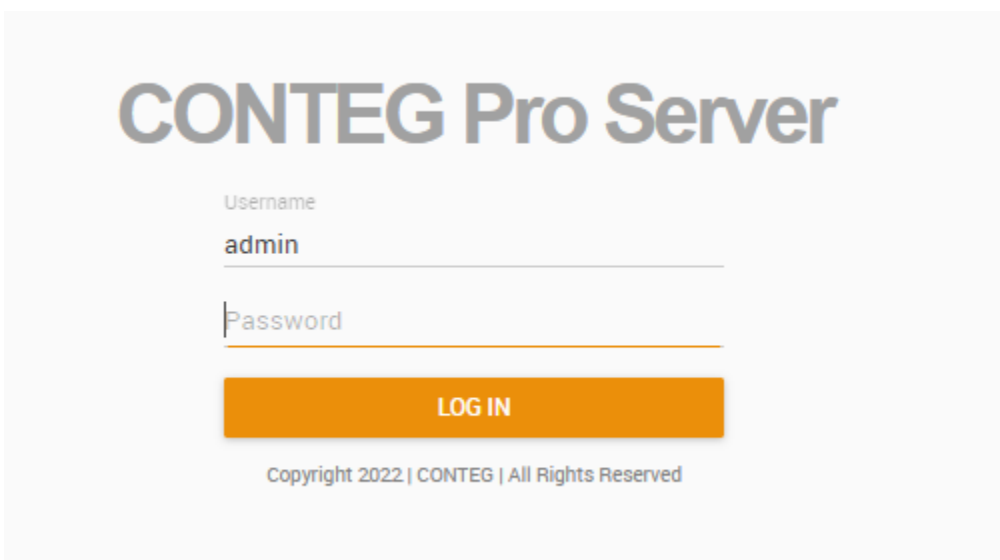 CONTEG Pro Server
Username
admin
Password
LOG IN
Copyright 2022 | CONTEG | All Rights Reserved